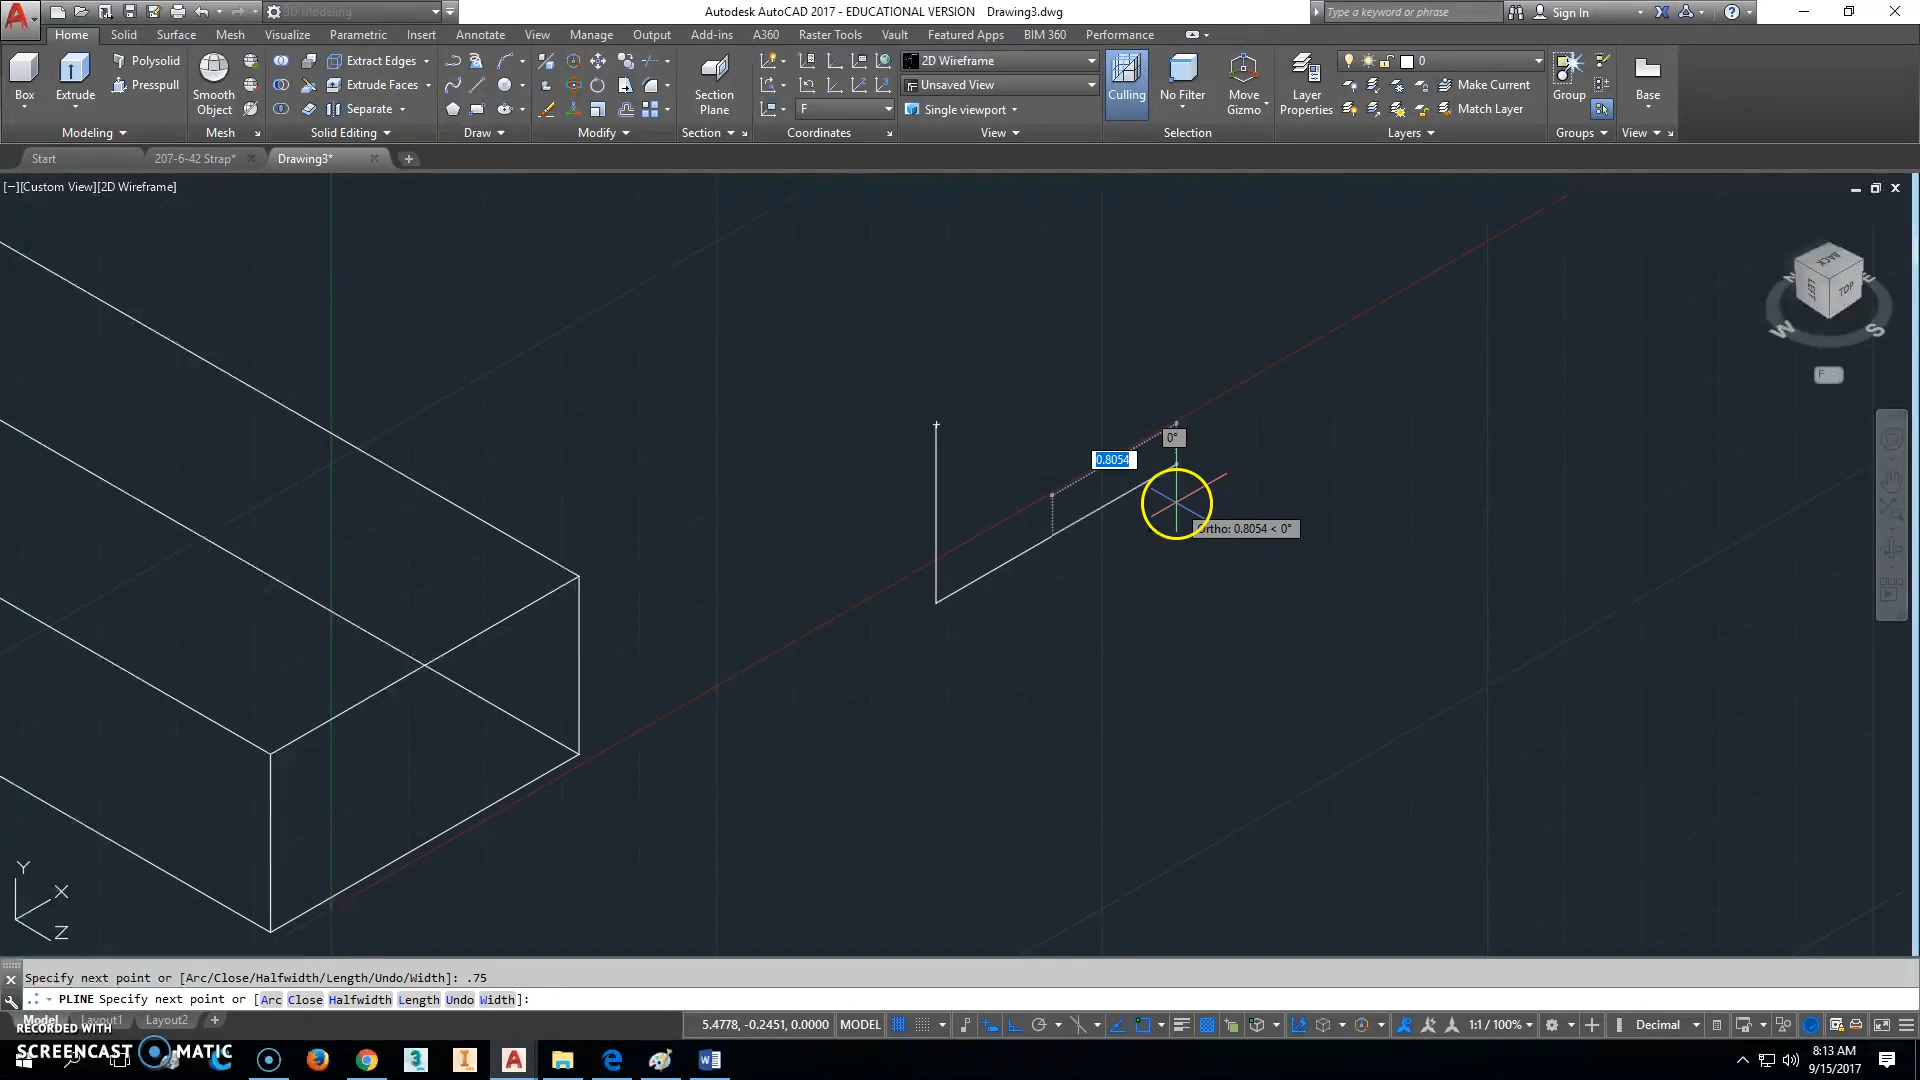 3D Modeling
Autodesk AutoCAD 2017 - EDUCATIONAL VERSION Drawing3.dwg
Type a keyword or phrase
Sign In
Home Solid Surface Mesh Visualize Parametric Insert Annotate View Manage Output Add-ins A360 Raster Tools Vault Featured Apps BIM 360 Performance
Box
Extrude
Polysolid
Presspull
Modeling
Smooth Object
Mesh
Extract Edges
Extrude Faces
Separate
Solid Editing
Draw
Modify
Section Plane
Section
F
Coordinates
2D Wireframe
Unsaved View
Single viewport
View
Culling
No Filter
Move Gizmo
Selection
Layer Properties
0
Make Current
Match Layer
Layers
Group
Groups
Base
View
Start 207-6-42 Strap* Drawing3*
[−][Custom View][2D Wireframe]
BACK
LEFT
TOP
N
E
W
S
F
0°
0.8054
Ortho: 0.8054 < 0°
Y
X
Z
Specify next point or [Arc/Close/Halfwidth/Length/Undo/Width]: .75
PLINE Specify next point or [Arc Close Halfwidth Length Undo Width]:
Model Layout1 Layout2
5.4778, -0.2451, 0.0000 MODEL 1:1 / 100% Decimal
RECORDED WITH
SCREENCAST MATIC
8:13 AM
9/15/2017